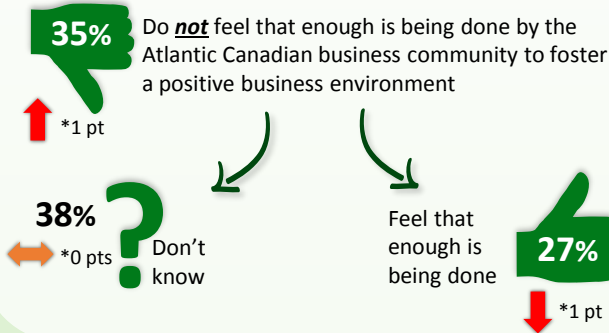 35%
Do not feel that enough is being done by the
Atlantic Canadian business community to foster
a positive business environment
*1 pt
38%
*0 pts
?
Don't
know
Feel that
enough is
being done
27%
*1 pt